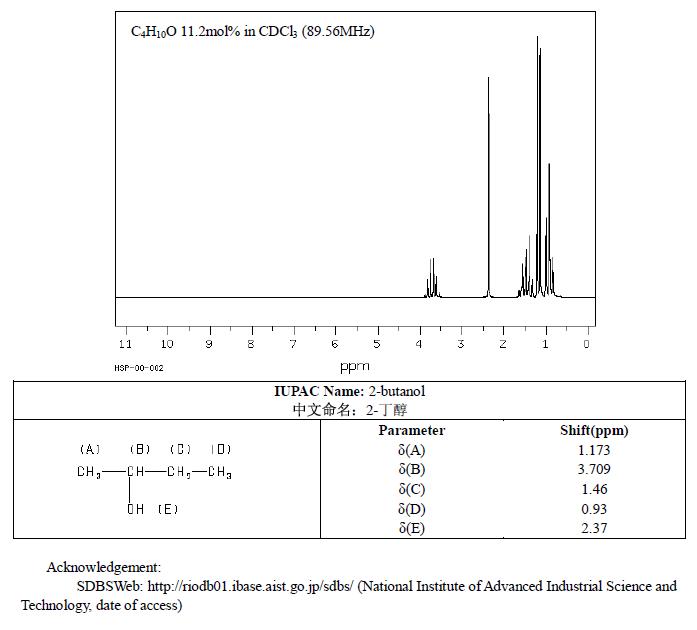 C₄H₁₀O 11.2mol% in CDCl₃ (89.56MHz)
11 10 9 8 7 6 5 4 3 2 1 0
HSP-00-002 ppm
IUPAC Name: 2-butanol
中文命名：2-丁醇
Parameter Shift(ppm)
(A) (B) (C) (D)
CH₃—CH—CH₂—CH₃
OH (E)
δ(A) 1.173
δ(B) 3.709
δ(C) 1.46
δ(D) 0.93
δ(E) 2.37
Acknowledgement:
SDBSWeb: http://riodb01.ibase.aist.go.jp/sdbs/ (National Institute of Advanced Industrial Science and
Technology, date of access)